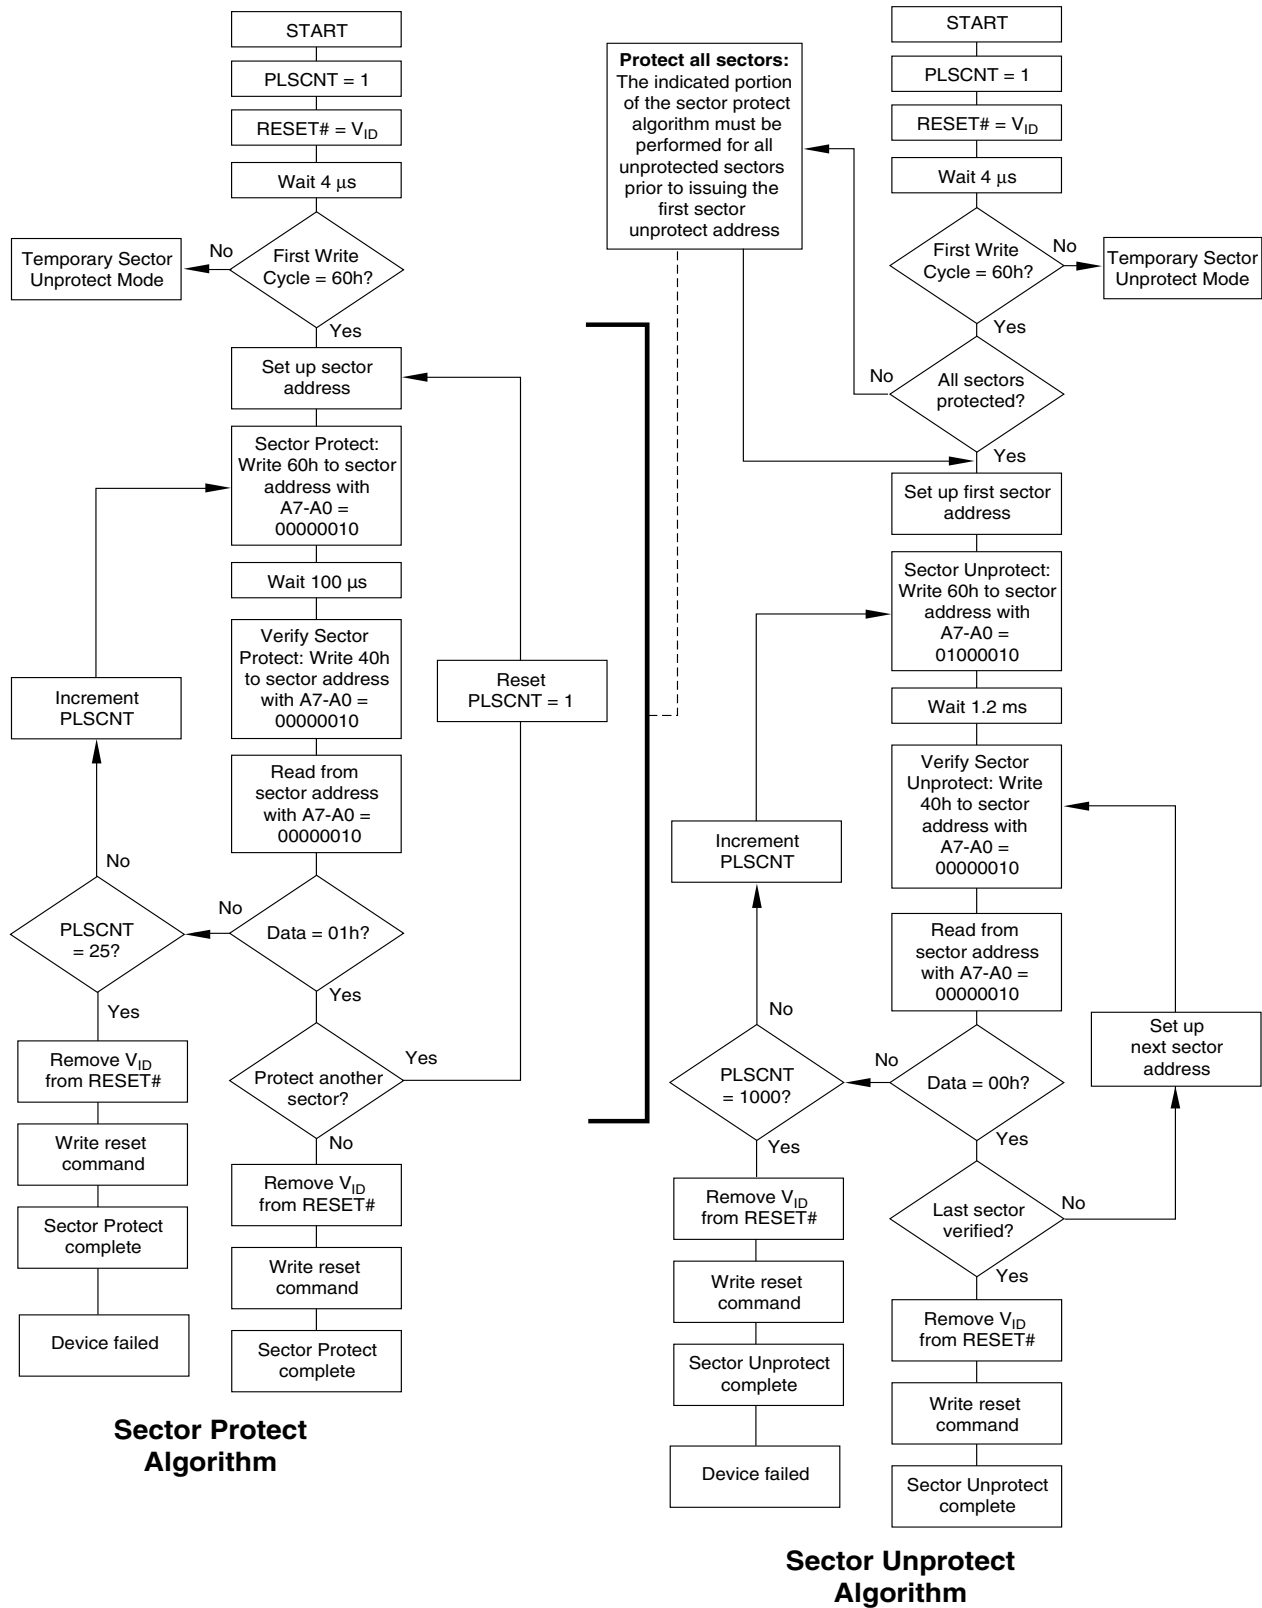 START
PLSCNT = 1
RESET# = VID
Wait 4 μs
First Write
Cycle = 60h?
No
Temporary Sector
Unprotect Mode
Yes
Set up sector
address
Sector Protect:
Write 60h to sector
address with
A7-A0 =
00000010
Wait 100 μs
Verify Sector
Protect: Write 40h
to sector address
with A7-A0 =
00000010
Reset
PLSCNT = 1
Increment
PLSCNT
Read from
sector address
with A7-A0 =
00000010
No
No
PLSCNT
= 25?
Data = 01h?
Yes
Yes
Remove VID
from RESET#
Protect another
sector?
Yes
No
Write reset
command
Remove VID
from RESET#
Sector Protect
complete
Write reset
command
Device failed
Sector Protect
complete
Sector Protect
Algorithm
START
Protect all sectors:
The indicated portion
of the sector protect
algorithm must be
performed for all
unprotected sectors
prior to issuing the
first sector
unprotect address
PLSCNT = 1
RESET# = VID
Wait 4 μs
First Write
Cycle = 60h?
No
Temporary Sector
Unprotect Mode
Yes
No
All sectors
protected?
Yes
Set up first sector
address
Sector Unprotect:
Write 60h to sector
address with
A7-A0 =
01000010
Wait 1.2 ms
Verify Sector
Unprotect: Write
40h to sector
address with
A7-A0 =
00000010
Increment
PLSCNT
Read from
sector address
with A7-A0 =
00000010
No
Set up
next sector
address
No
PLSCNT
= 1000?
Data = 00h?
Yes
Yes
Remove VID
from RESET#
Last sector
verified?
No
Yes
Write reset
command
Remove VID
from RESET#
Sector Unprotect
complete
Write reset
command
Device failed
Sector Unprotect
complete
Sector Unprotect
Algorithm